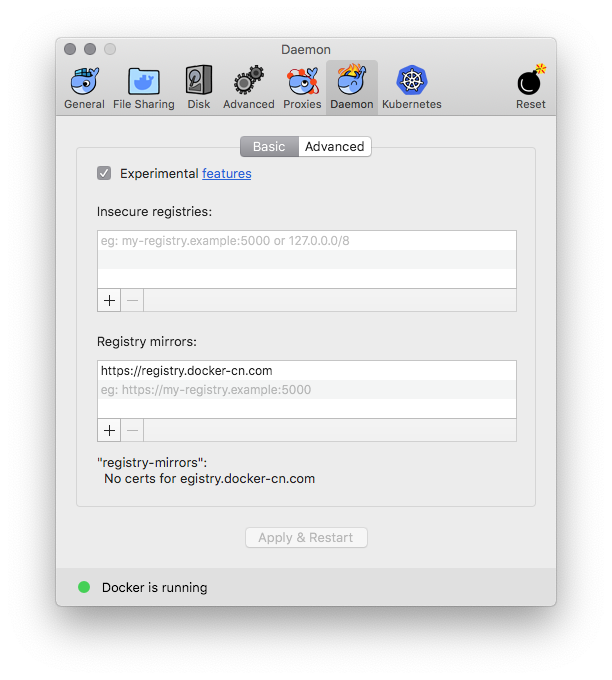 Daemon
General File Sharing Disk Advanced Proxies Daemon Kubernetes Reset
Basic Advanced
Experimental features
Insecure registries:
eg: my-registry.example:5000 or 127.0.0.0/8
Registry mirrors:
https://registry.docker-cn.com
eg: https://my-registry.example:5000
"registry-mirrors":
No certs for egistry.docker-cn.com
Apply & Restart
Docker is running